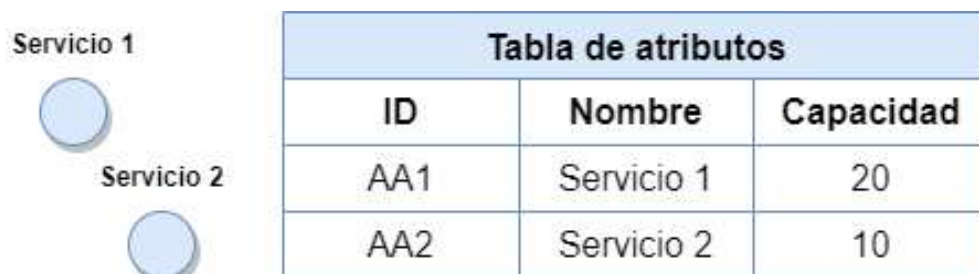 Servicio 1
Servicio 2
Tabla de atributos
ID Nombre Capacidad
AA1 Servicio 1 20
AA2 Servicio 2 10